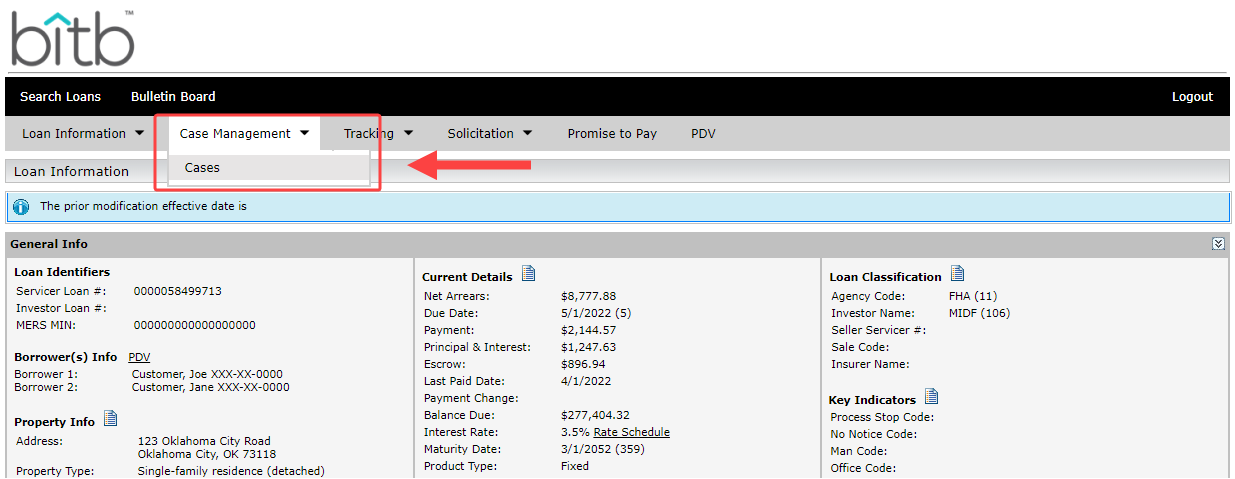 bitb™
Search Loans Bulletin Board Logout
Loan Information Case Management Tracking Solicitation Promise to Pay PDV
Cases
Loan Information
The prior modification effective date is
General Info
Loan Identifiers
Servicer Loan #: 0000058499713
Investor Loan #:
MERS MIN: 000000000000000000
Borrower(s) Info PDV
Borrower 1: Customer, Joe XXX-XX-0000
Borrower 2: Customer, Jane XXX-XX-0000
Property Info
Address: 123 Oklahoma City Road
Oklahoma City, OK 73118
Property Type: Single-family residence (detached)
Current Details
Net Arrears: $8,777.88
Due Date: 5/1/2022 (5)
Payment: $2,144.57
Principal & Interest: $1,247.63
Escrow: $896.94
Last Paid Date: 4/1/2022
Payment Change:
Balance Due: $277,404.32
Interest Rate: 3.5% Rate Schedule
Maturity Date: 3/1/2052 (359)
Product Type: Fixed
Loan Classification
Agency Code: FHA (11)
Investor Name: MIDF (106)
Seller Servicer #:
Sale Code:
Insurer Name:
Key Indicators
Process Stop Code:
No Notice Code:
Man Code:
Office Code: